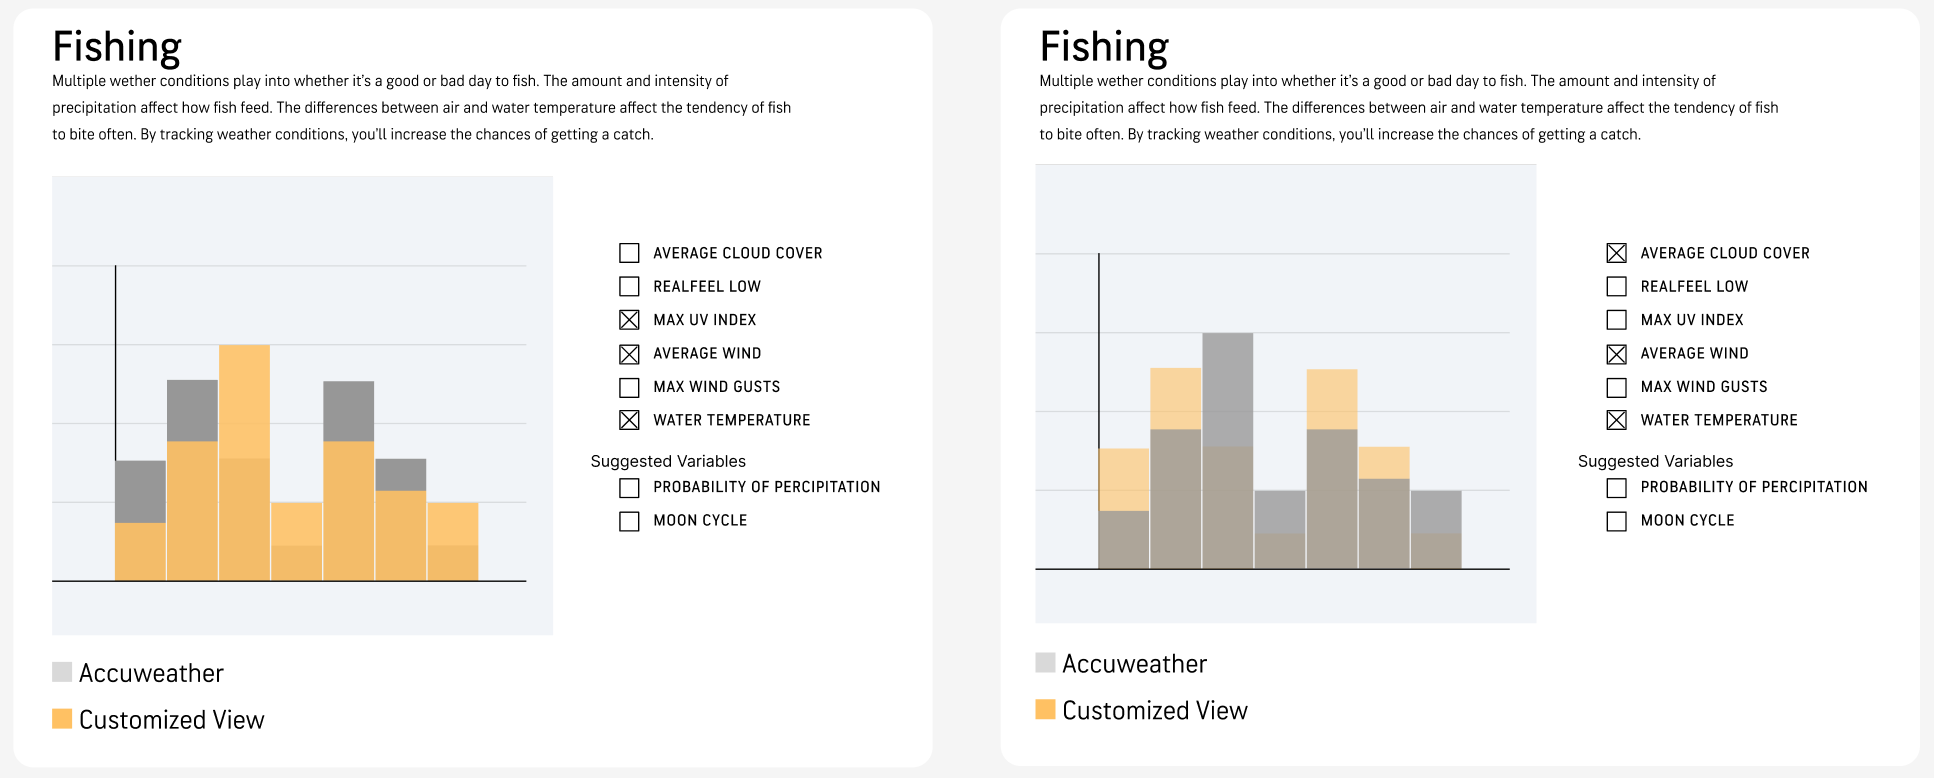 Fishing
Multiple wether conditions play into whether it's a good or bad day to fish. The amount and intensity of
precipitation affect how fish feed. The differences between air and water temperature affect the tendency of fish
to bite often. By tracking weather conditions, you'll increase the chances of getting a catch.
AVERAGE CLOUD COVER
REALFEEL LOW
MAX UV INDEX
AVERAGE WIND
MAX WIND GUSTS
WATER TEMPERATURE
Suggested Variables
PROBABILITY OF PERCIPITATION
MOON CYCLE
Accuweather
Customized View
Fishing
Multiple wether conditions play into whether it's a good or bad day to fish. The amount and intensity of
precipitation affect how fish feed. The differences between air and water temperature affect the tendency of fish
to bite often. By tracking weather conditions, you'll increase the chances of getting a catch.
AVERAGE CLOUD COVER
REALFEEL LOW
MAX UV INDEX
AVERAGE WIND
MAX WIND GUSTS
WATER TEMPERATURE
Suggested Variables
PROBABILITY OF PERCIPITATION
MOON CYCLE
Accuweather
Customized View